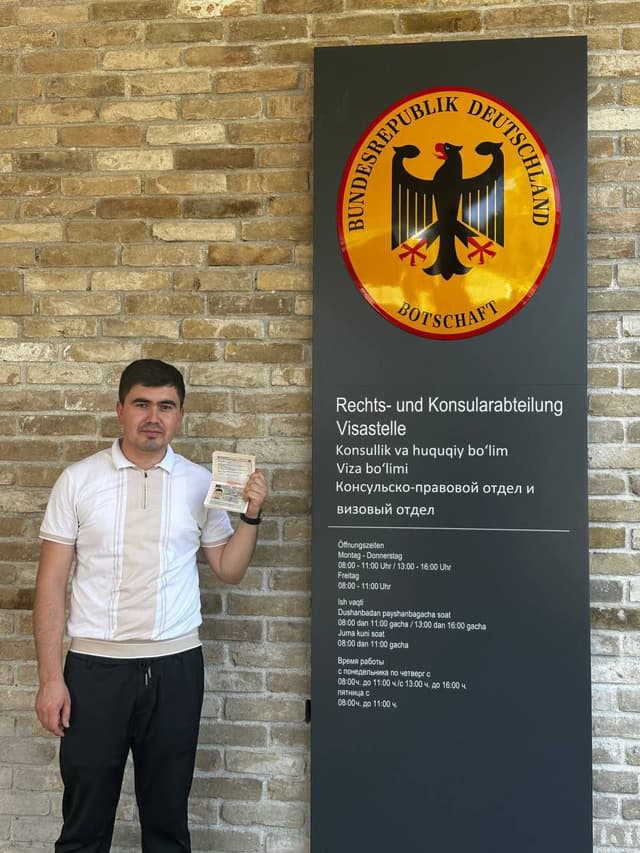 BUNDESREPUBLIK DEUTSCHLAND
BOTSCHAFT
Rechts- und Konsularabteilung
Visastelle
Konsullik va huquqiy bo‘lim
Viza bo‘limi
Консульско-правовой отдел и
визовый отдел
Öffnungszeiten
Montag - Donnerstag
08:00 - 11:00 Uhr / 13:00 - 16:00 Uhr
Freitag
08:00 - 11:00 Uhr
Ish vaqti
Dushanbadan payshanbagacha soat
08:00 dan 11:00 gacha / 13:00 dan 16:00 gacha
Juma kuni soat
08:00 dan 11:00 gacha
Время работы
с понедельника по четверг с
08:00ч. до 11:00 ч./с 13:00 ч. до 16:00 ч.
пятница с
08:00ч. до 11:00 ч.